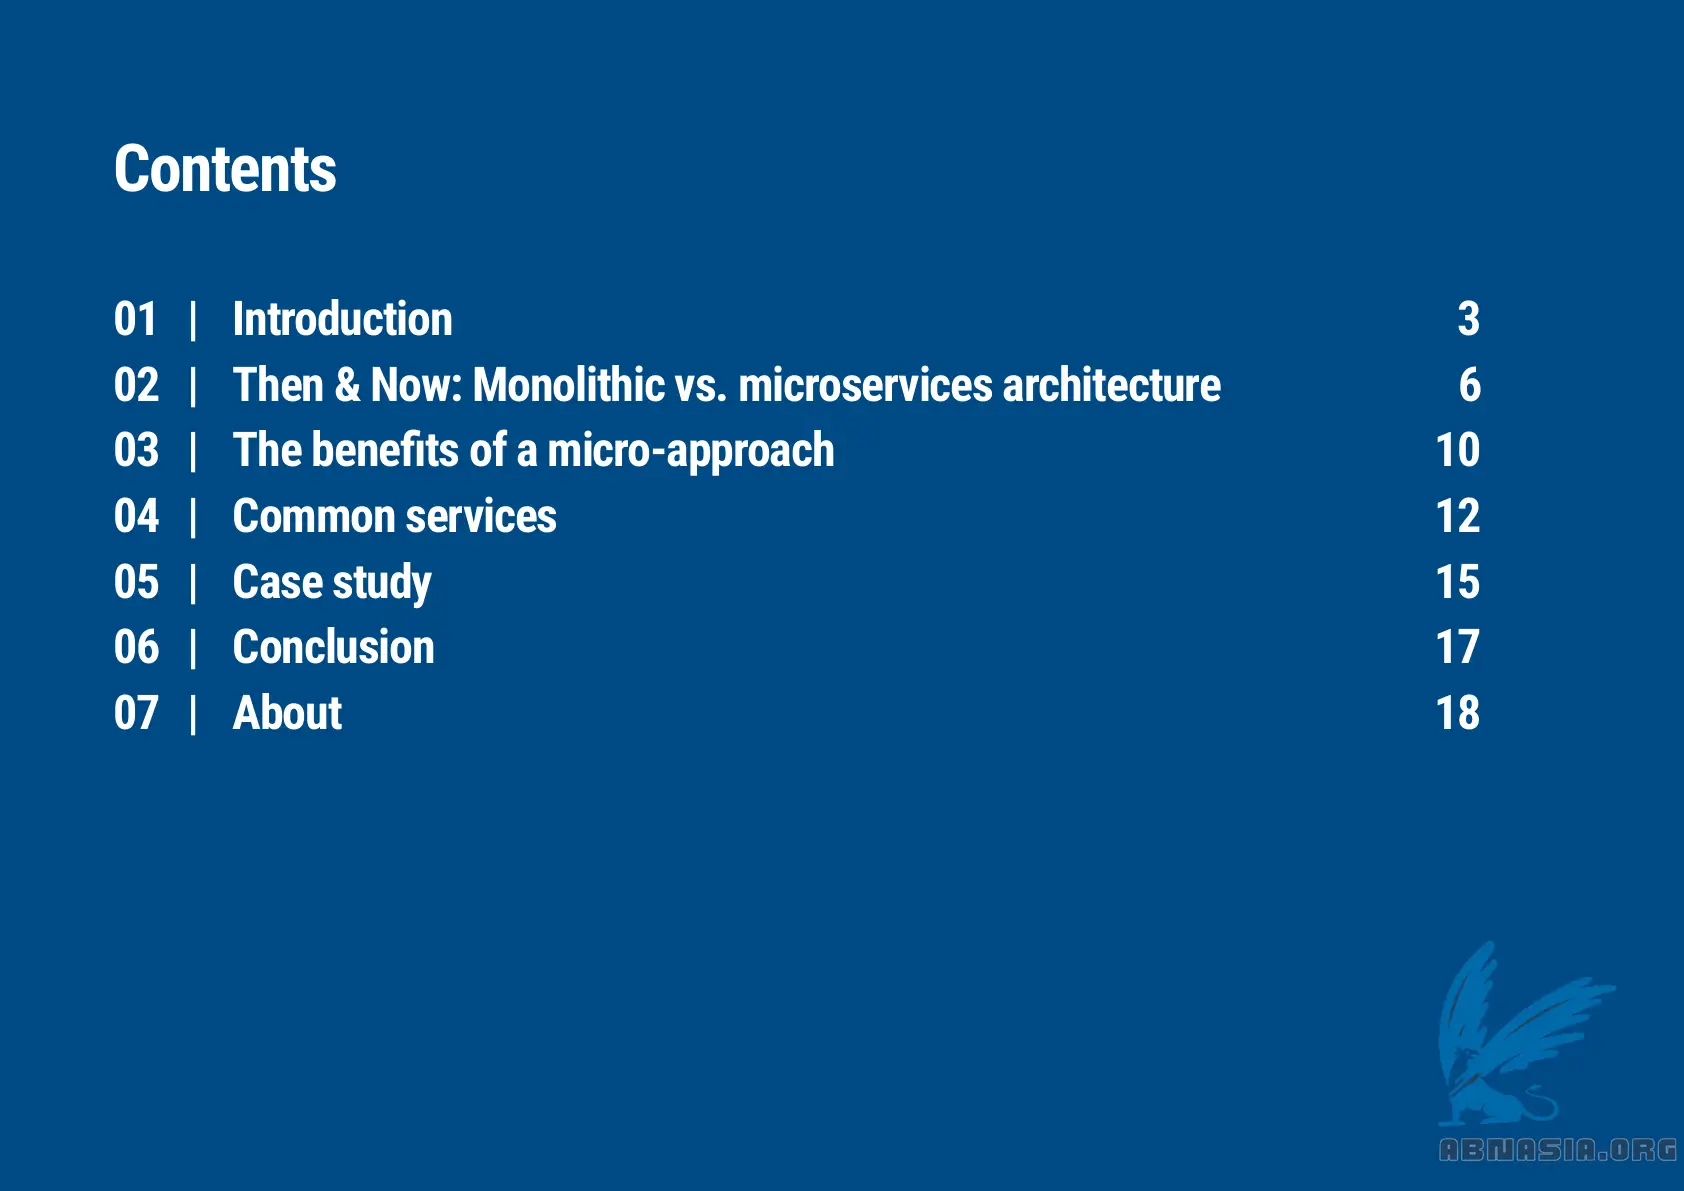 Contents
01 | Introduction 3
02 | Then & Now: Monolithic vs. microservices architecture 6
03 | The benefits of a micro-approach 10
04 | Common services 12
05 | Case study 15
06 | Conclusion 17
07 | About 18
ABNASIA.ORG